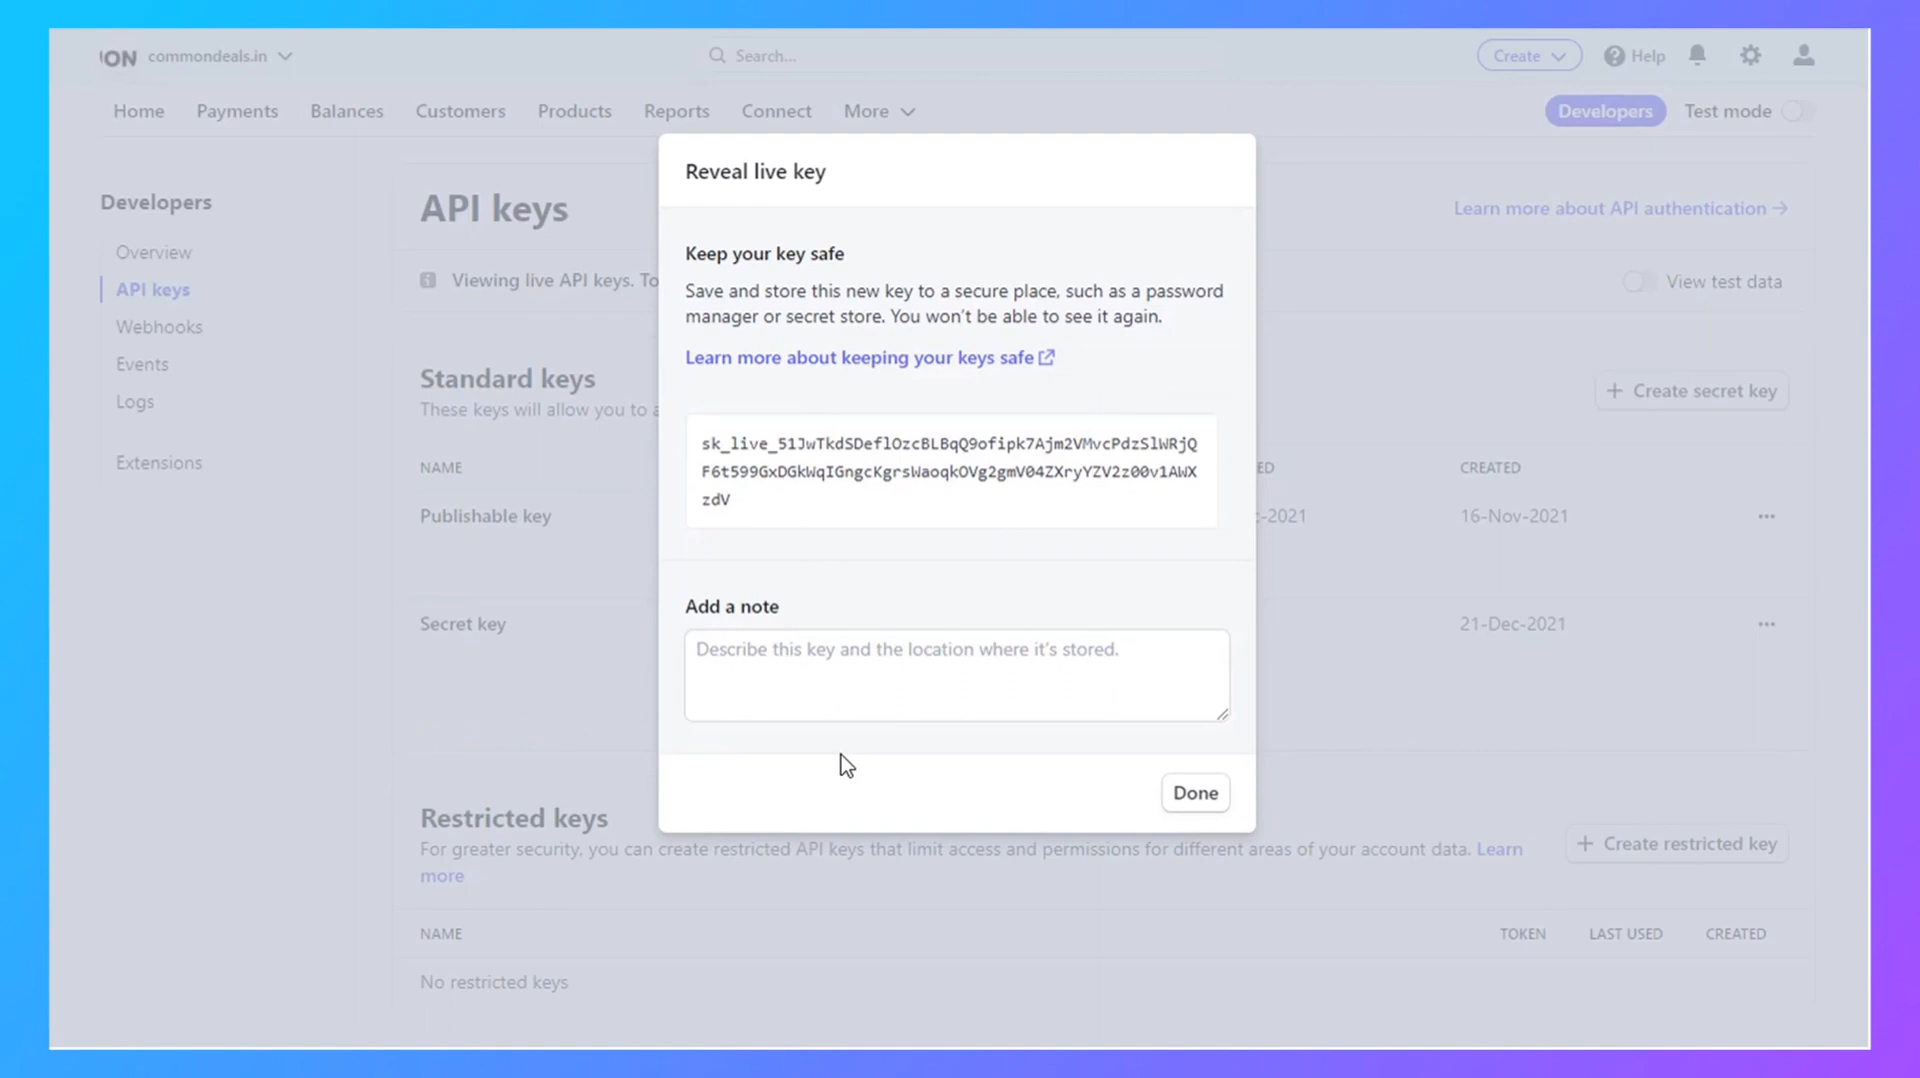 ION commondeals.in
Search...
Create
Help
Home Payments Balances Customers Products Reports Connect More
Developers Test mode
Developers
Overview
API keys
Webhooks
Events
Logs
Extensions
API keys
Learn more about API authentication →
Viewing live API keys. To
View test data
Standard keys
These keys will allow you to a
+ Create secret key
NAME
ED
CREATED
Publishable key
-2021
16-Nov-2021
Secret key
21-Dec-2021
Reveal live key
Keep your key safe
Save and store this new key to a secure place, such as a password
manager or secret store. You won't be able to see it again.
Learn more about keeping your keys safe
sk_live_[secret key redacted]
Add a note
Describe this key and the location where it's stored.
Done
Restricted keys
For greater security, you can create restricted API keys that limit access and permissions for different areas of your account data. Learn
more
+ Create restricted key
NAME TOKEN LAST USED CREATED
No restricted keys